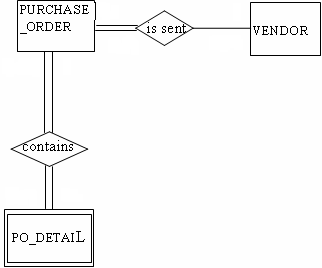 PURCHASE
_ORDER
is sent
VENDOR
contains
PO_DETAIL